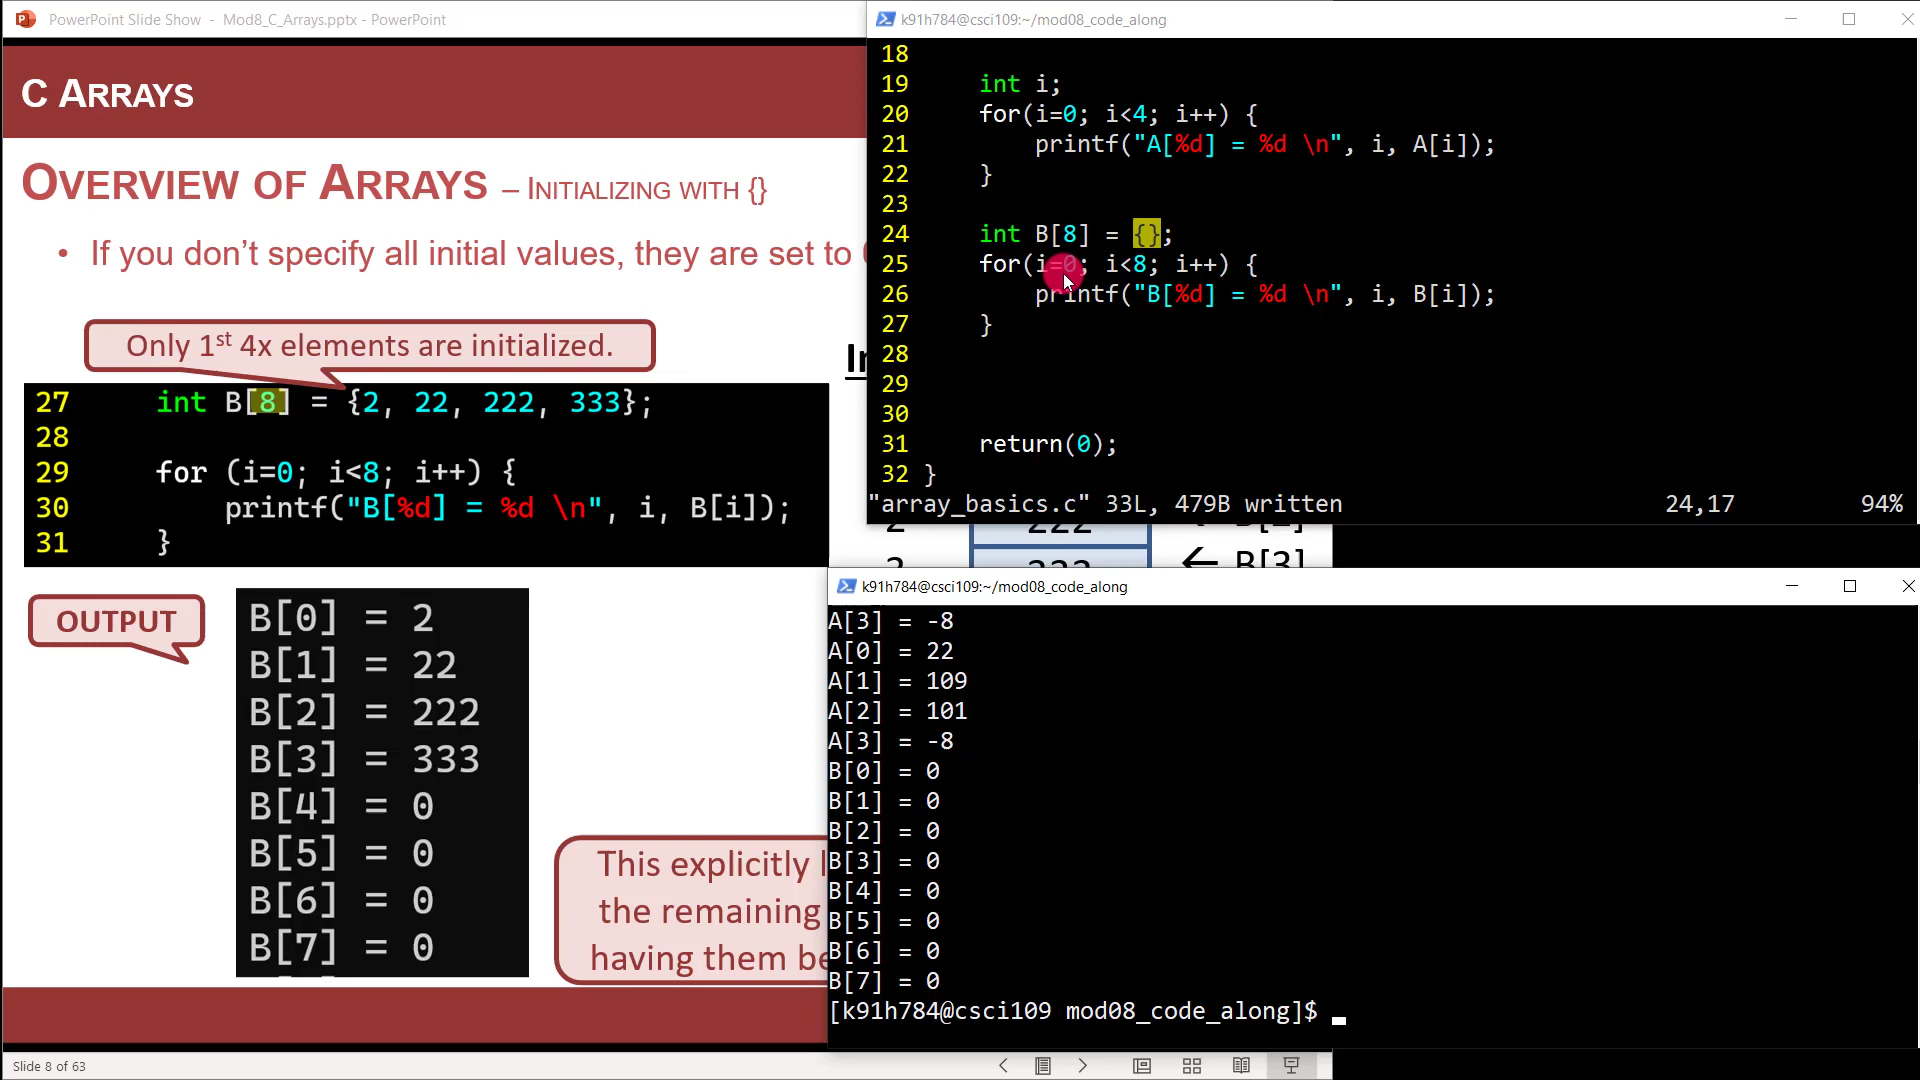 PowerPoint Slide Show - Mod8_C_Arrays.pptx - PowerPoint
C ARRAYS
OVERVIEW OF ARRAYS – INITIALIZING WITH {}
• If you don't specify all initial values, they are set to
Only 1st 4x elements are initialized.
27 int B[8] = {2, 22, 222, 333};
28
29 for (i=0; i<8; i++) {
30 printf("B[%d] = %d \n", i, B[i]);
31 }
OUTPUT
B[0] = 2
B[1] = 22
B[2] = 222
B[3] = 333
B[4] = 0
B[5] = 0
B[6] = 0
B[7] = 0
This explicitly
the remaining
having them
Slide 8 of 63
k91h784@csci109:~/mod08_code_along
18
19 int i;
20 for(i=0; i<4; i++) {
21 printf("A[%d] = %d \n", i, A[i]);
22 }
23
24 int B[8] = {};
25 for(i=0; i<8; i++) {
26 printf("B[%d] = %d \n", i, B[i]);
27 }
28
29
30
31 return(0);
32 }
"array_basics.c" 33L, 479B written 24,17 94%
222
← B[3]
k91h784@csci109:~/mod08_code_along
A[3] = -8
A[0] = 22
A[1] = 109
A[2] = 101
A[3] = -8
B[0] = 0
B[1] = 0
B[2] = 0
B[3] = 0
B[4] = 0
B[5] = 0
B[6] = 0
B[7] = 0
[k91h784@csci109 mod08_code_along]$